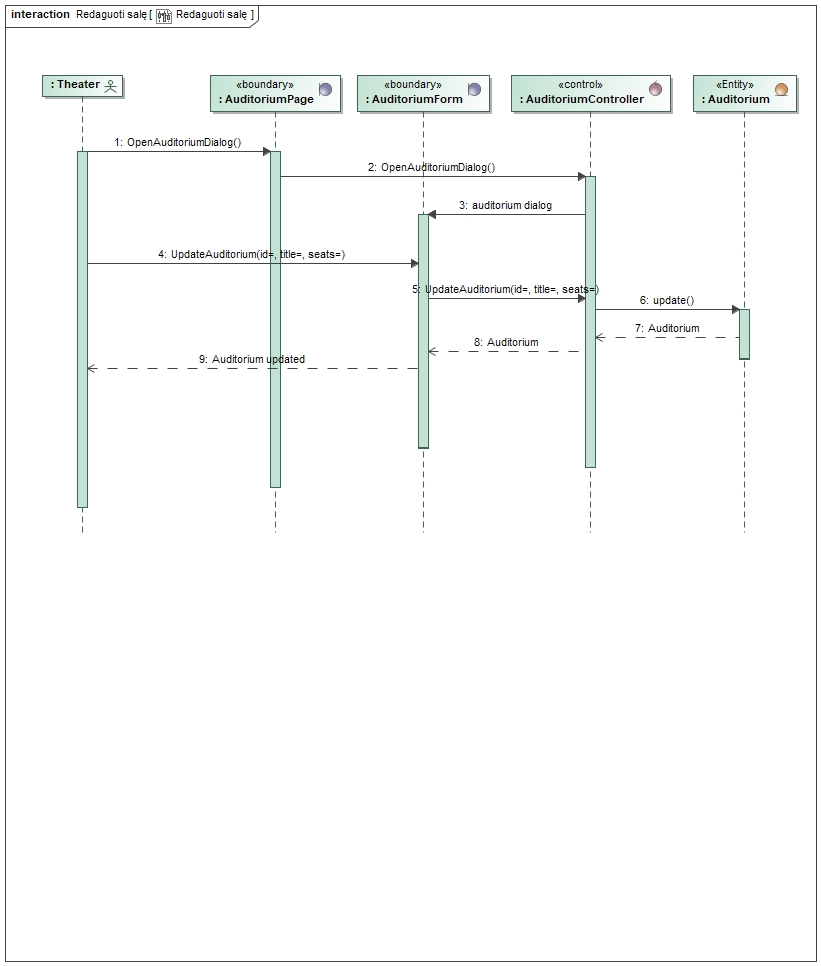 interaction Redaguoti salę [ Redaguoti salę ]
: Theater
«boundary»
: AuditoriumPage
«boundary»
: AuditoriumForm
«control»
: AuditoriumController
«Entity»
: Auditorium
1: OpenAuditoriumDialog()
2: OpenAuditoriumDialog()
3: auditorium dialog
4: UpdateAuditorium(id=, title=, seats=)
5: UpdateAuditorium(id=, title=, seats=)
6: update()
7: Auditorium
8: Auditorium
9: Auditorium updated